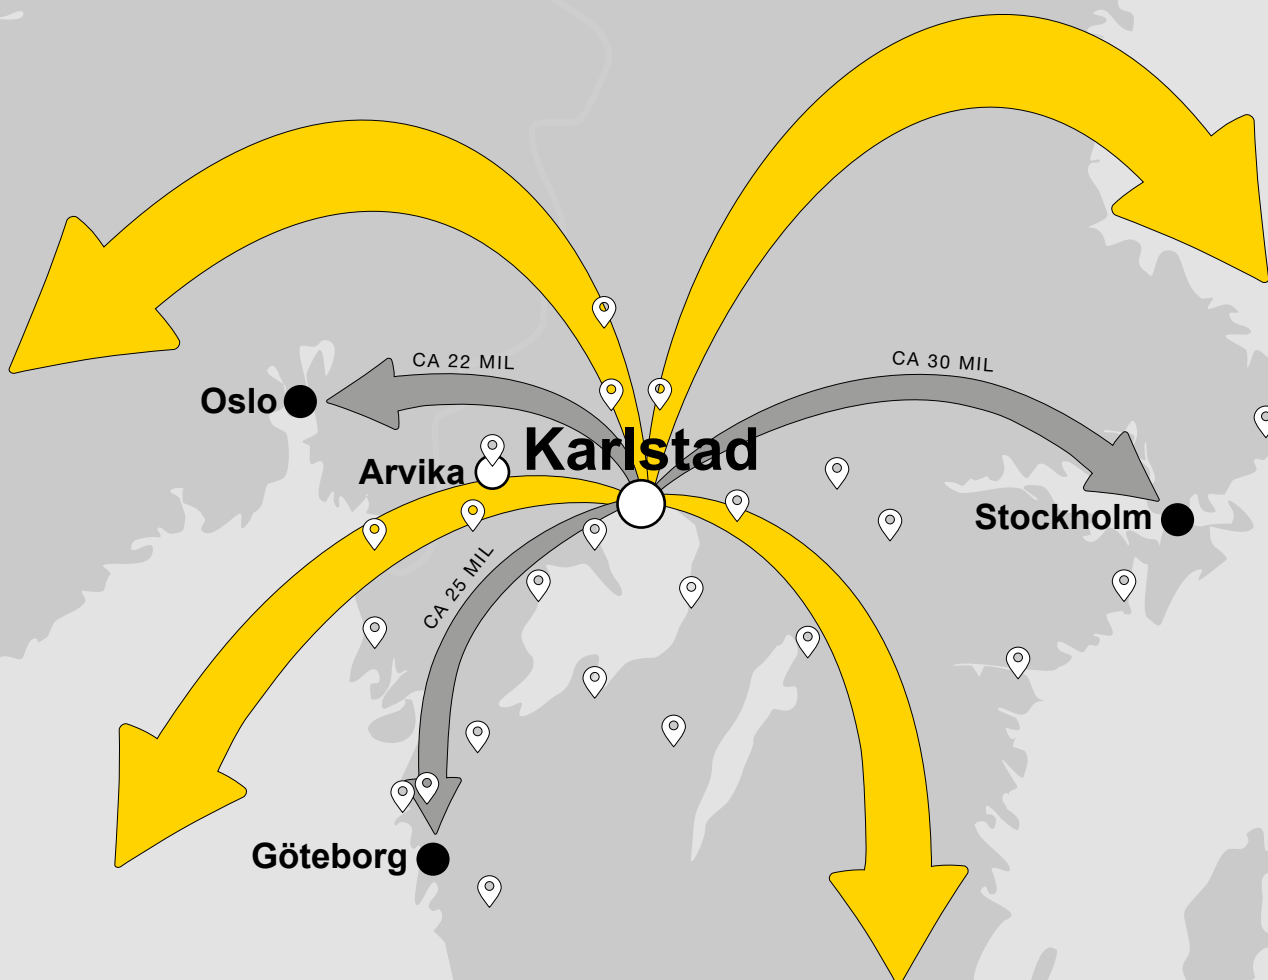 CA 22 MIL
CA 30 MIL
Oslo
Karlstad
Arvika
Stockholm
CA 25 MIL
Göteborg